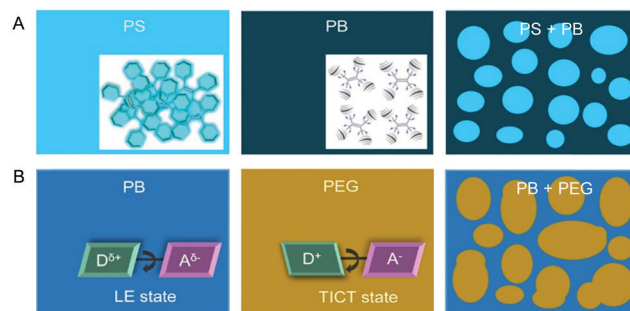 A
PS
PB
PS + PB
B
PB
PEG
PB + PEG
Dδ+
Aδ-
D+
A-
LE state
TICT state